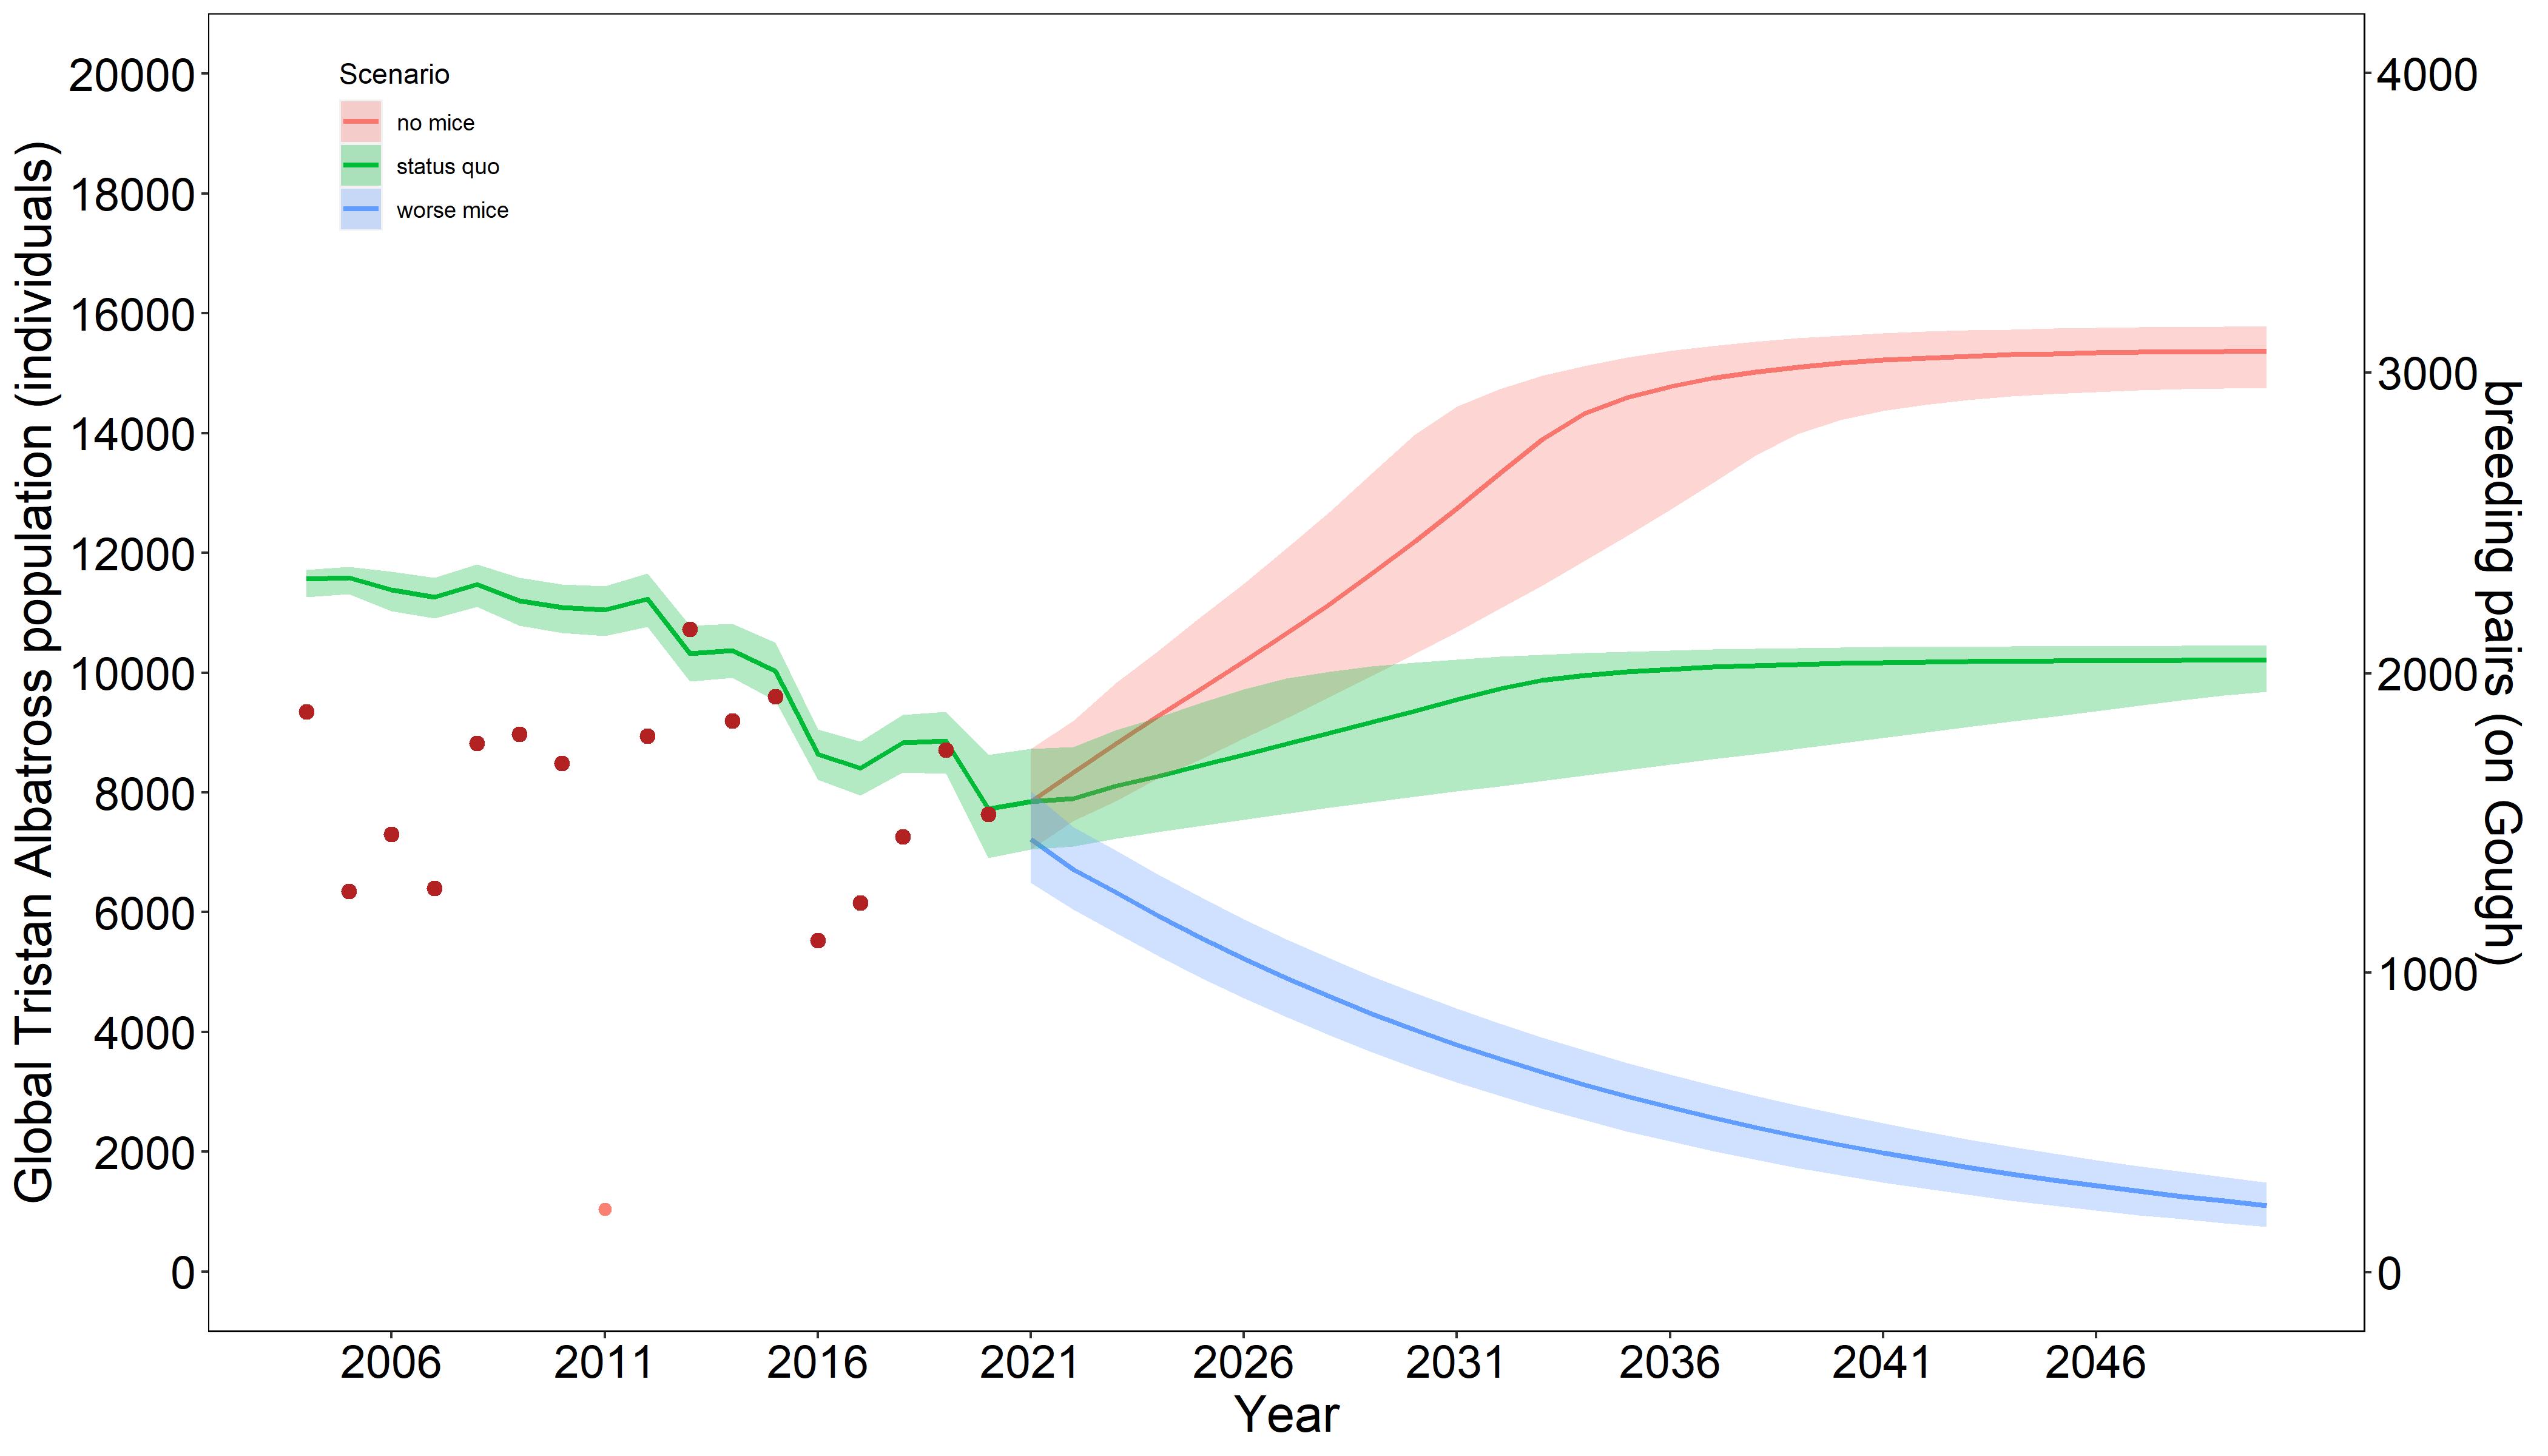 Global Tristan Albatross population (individuals)
20000
18000
16000
14000
12000
10000
8000
6000
4000
2000
0
Scenario
no mice
status quo
worse mice
4000
3000
2000
1000
0
breeding pairs (on Gough)
2006 2011 2016 2021 2026 2031 2036 2041 2046
Year